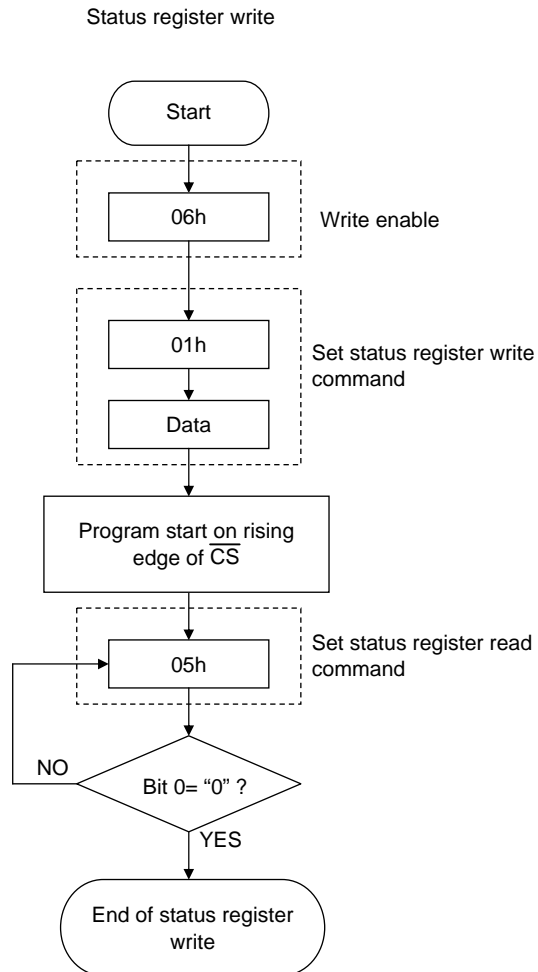 Status register write
Start
06h
Write enable
01h
Set status register write
command
Data
Program start on rising
edge of C̅S̅
05h
Set status register read
command
NO
Bit 0= “0” ?
YES
End of status register
write